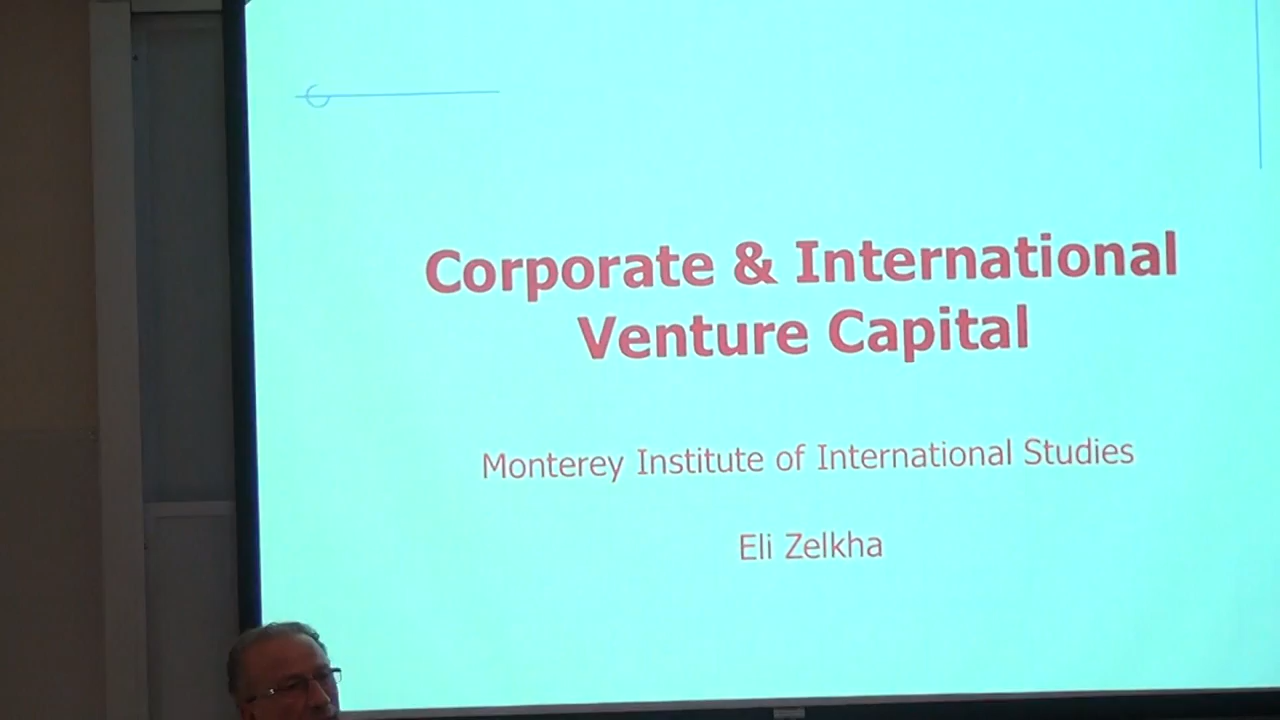 Corporate & International
Venture Capital
Monterey Institute of International Studies
Eli Zelkha